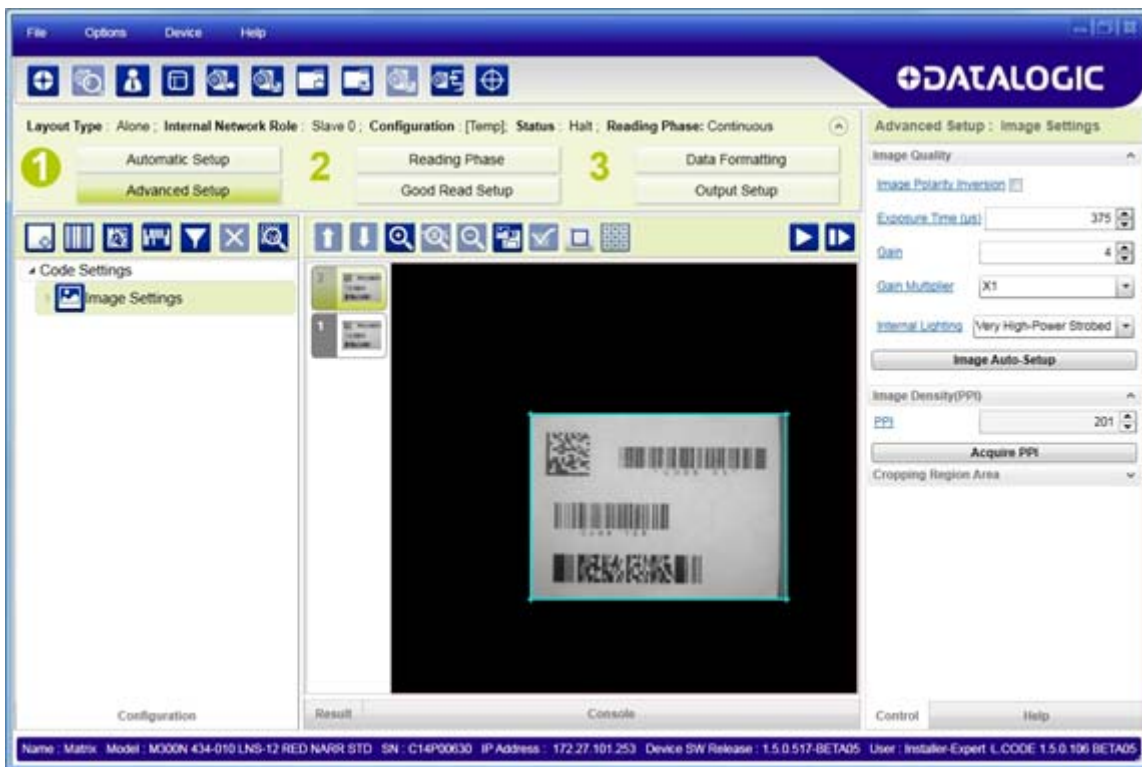 File Options Device Help
DATALOGIC
Layout Type : Alone ; Internal Network Role : Slave 0 ; Configuration : [Temp]; Status : Halt ; Reading Phase: Continuous
1 Automatic Setup 2 Reading Phase 3 Data Formatting
Advanced Setup Good Read Setup Output Setup
Code Settings
Image Settings
2
1
Configuration
Result Console
Advanced Setup : Image Settings
Image Quality
Image Polarity Inversion
Exposure Time (µs) 375
Gain 4
Gain Multiplier X1
Internal Lighting Very High-Power Strobed
Image Auto-Setup
Image Density(PPI)
PPI 201
Acquire PPI
Cropping Region Area
Control Help
Name : Matrix Model : M300N 434-010 LNS-12 RED NARR STD SN : C14P00630 IP Address : 172.27.101.253 Device SW Release : 1.5.0.517-BETA05 User : Installer-Expert L.CODE 1.5.0.106 BETA05